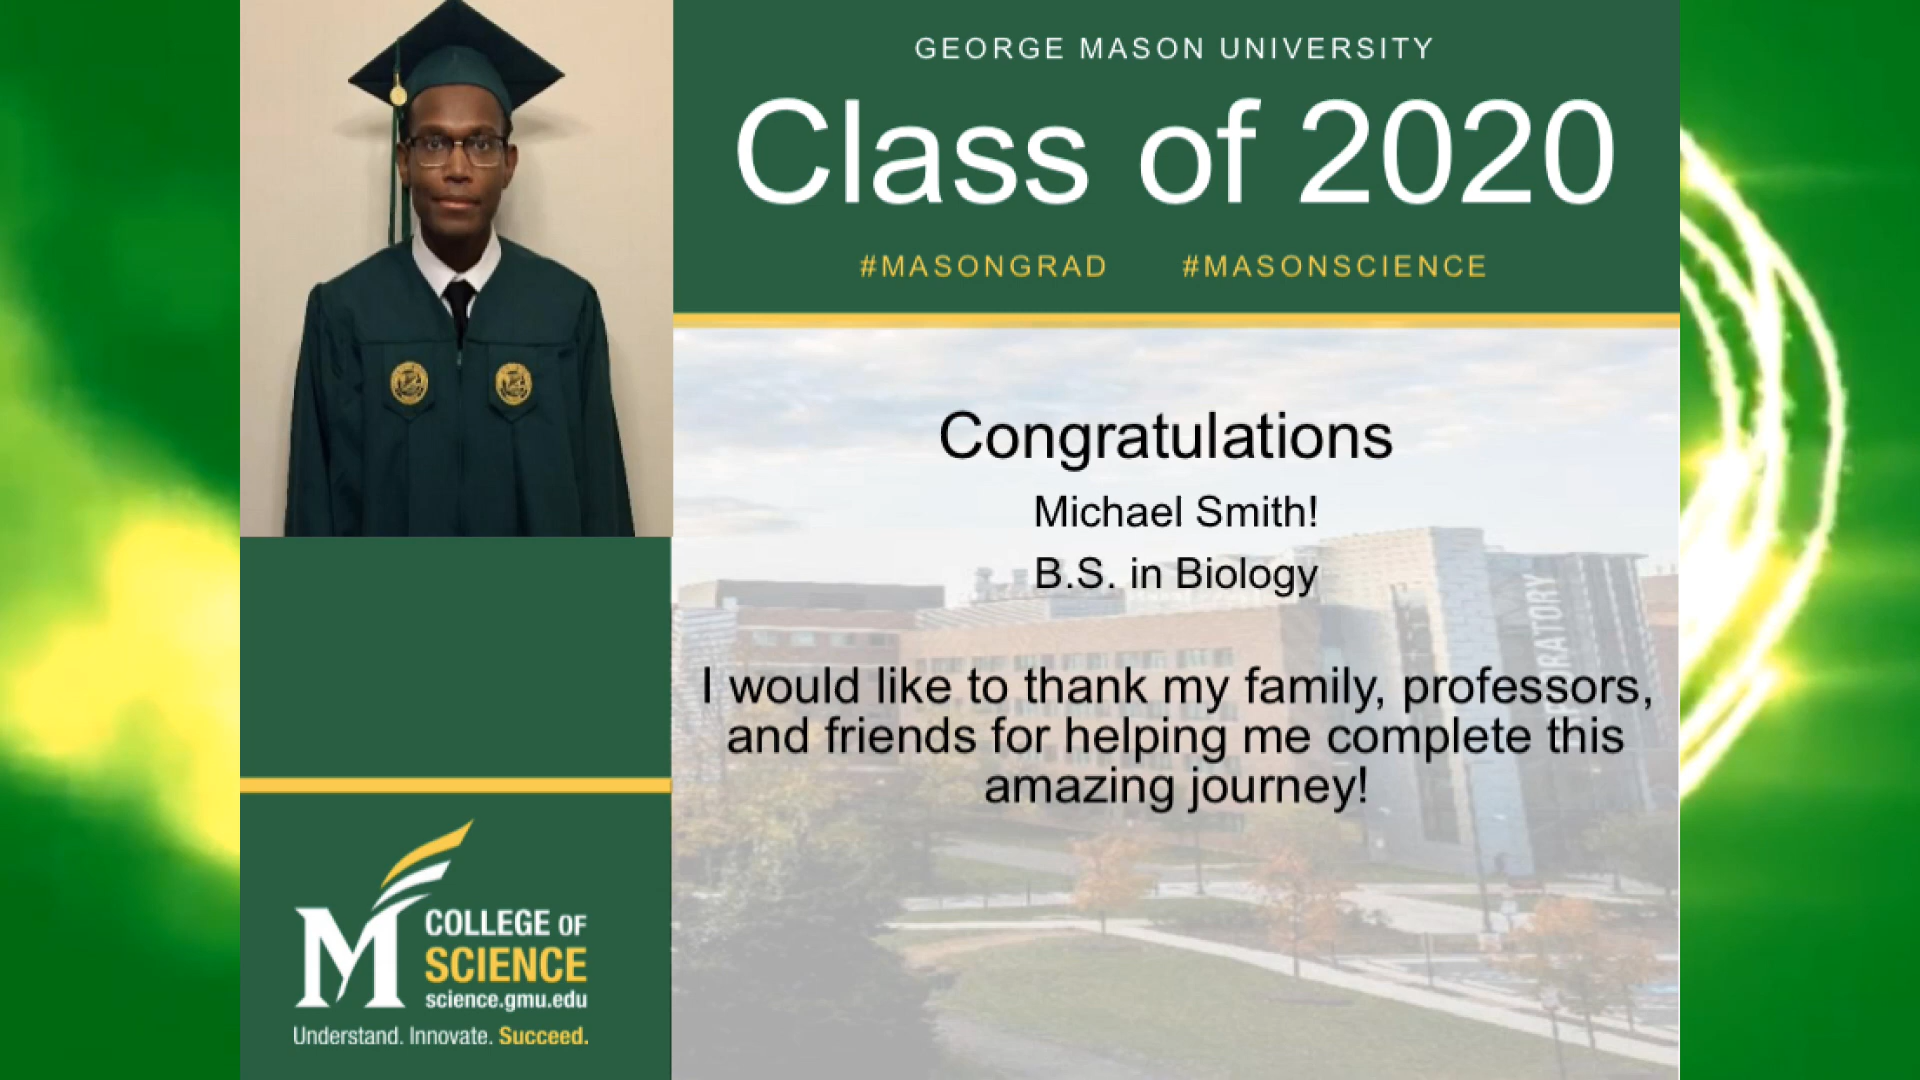 GEORGE MASON UNIVERSITY
Class of 2020
#MASONGRAD #MASONSCIENCE
Congratulations
Michael Smith!
B.S. in Biology
I would like to thank my family, professors,
and friends for helping me complete this
amazing journey!
M COLLEGE OF
SCIENCE
science.gmu.edu
Understand. Innovate. Succeed.